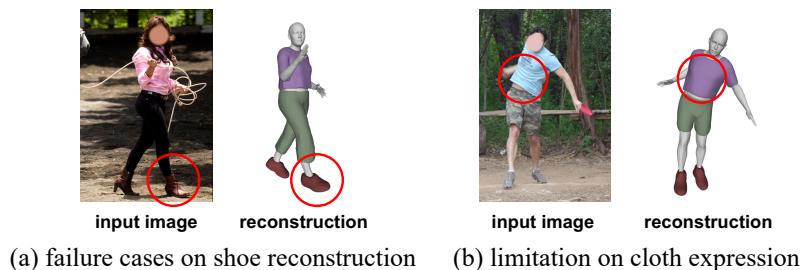 input image
reconstruction
input image
reconstruction
(a) failure cases on shoe reconstruction
(b) limitation on cloth expression